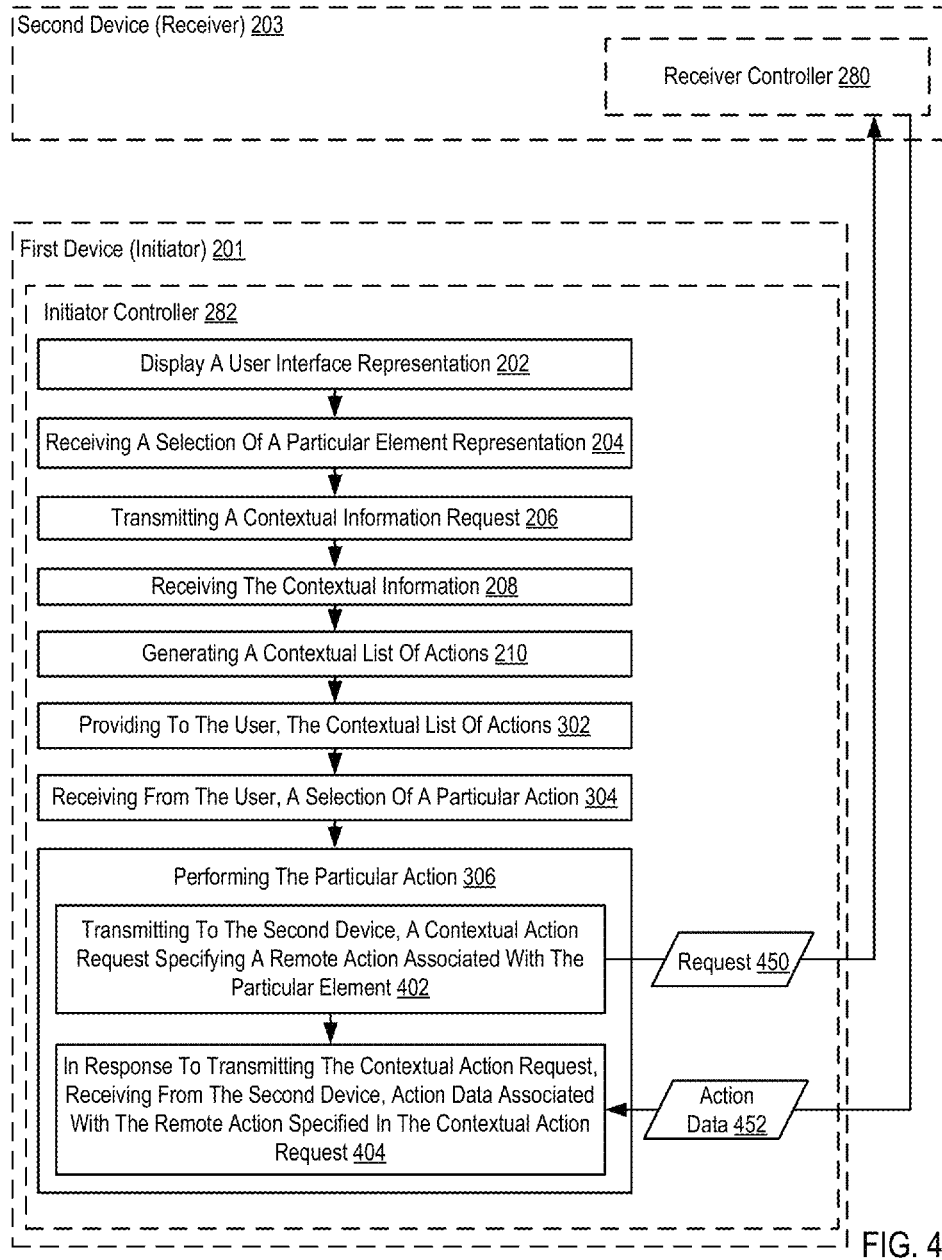 Second Device (Receiver) 203
Receiver Controller 280
First Device (Initiator) 201
Initiator Controller 282
Display A User Interface Representation 202
Receiving A Selection Of A Particular Element Representation 204
Transmitting A Contextual Information Request 206
Receiving The Contextual Information 208
Generating A Contextual List Of Actions 210
Providing To The User, The Contextual List Of Actions 302
Receiving From The User, A Selection Of A Particular Action 304
Performing The Particular Action 306
Transmitting To The Second Device, A Contextual Action
Request Specifying A Remote Action Associated With The
Particular Element 402
Request 450
In Response To Transmitting The Contextual Action Request,
Receiving From The Second Device, Action Data Associated
With The Remote Action Specified In The Contextual Action
Request 404
Action
Data 452
FIG. 4